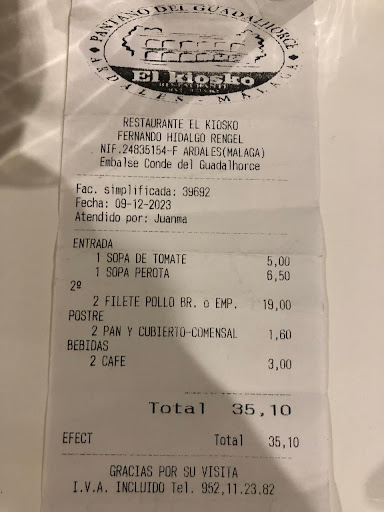 PANTANO DEL GUADALHORCE
El kiosko
RESTAURANTE
ARDALES - MALAGA
RESTAURANTE EL KIOSKO
FERNANDO HIDALGO RENGEL
NIF.24835154-F ARDALES(MALAGA)
Embalse Conde del Guadalhorce
Fac. simplificada: 39692
Fecha: 09-12-2023
Atendido por: Juanma
ENTRADA
1 SOPA DE TOMATE 5,00
1 SOPA PEROTA 6,50
2º
2 FILETE POLLO BR. o EMP. 19,00
POSTRE
2 PAN Y CUBIERTO-COMENSAL 1,60
BEBIDAS
2 CAFE 3,00
Total 35,10
EFECT Total 35,10
GRACIAS POR SU VISITA
I.V.A. INCLUIDO Tel. 952,11.23.82